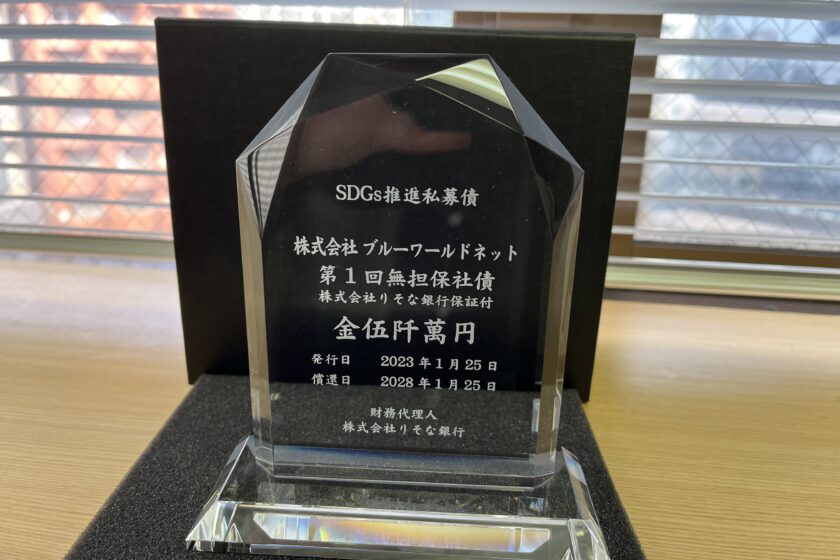 SDGs推進私募債
株式会社 ブルーワールドネット
第1回無担保社債
株式会社りそな銀行保証付
金伍阡萬円
発行日 2023年1月25日
償還日 2028年1月25日
財務代理人
株式会社りそな銀行